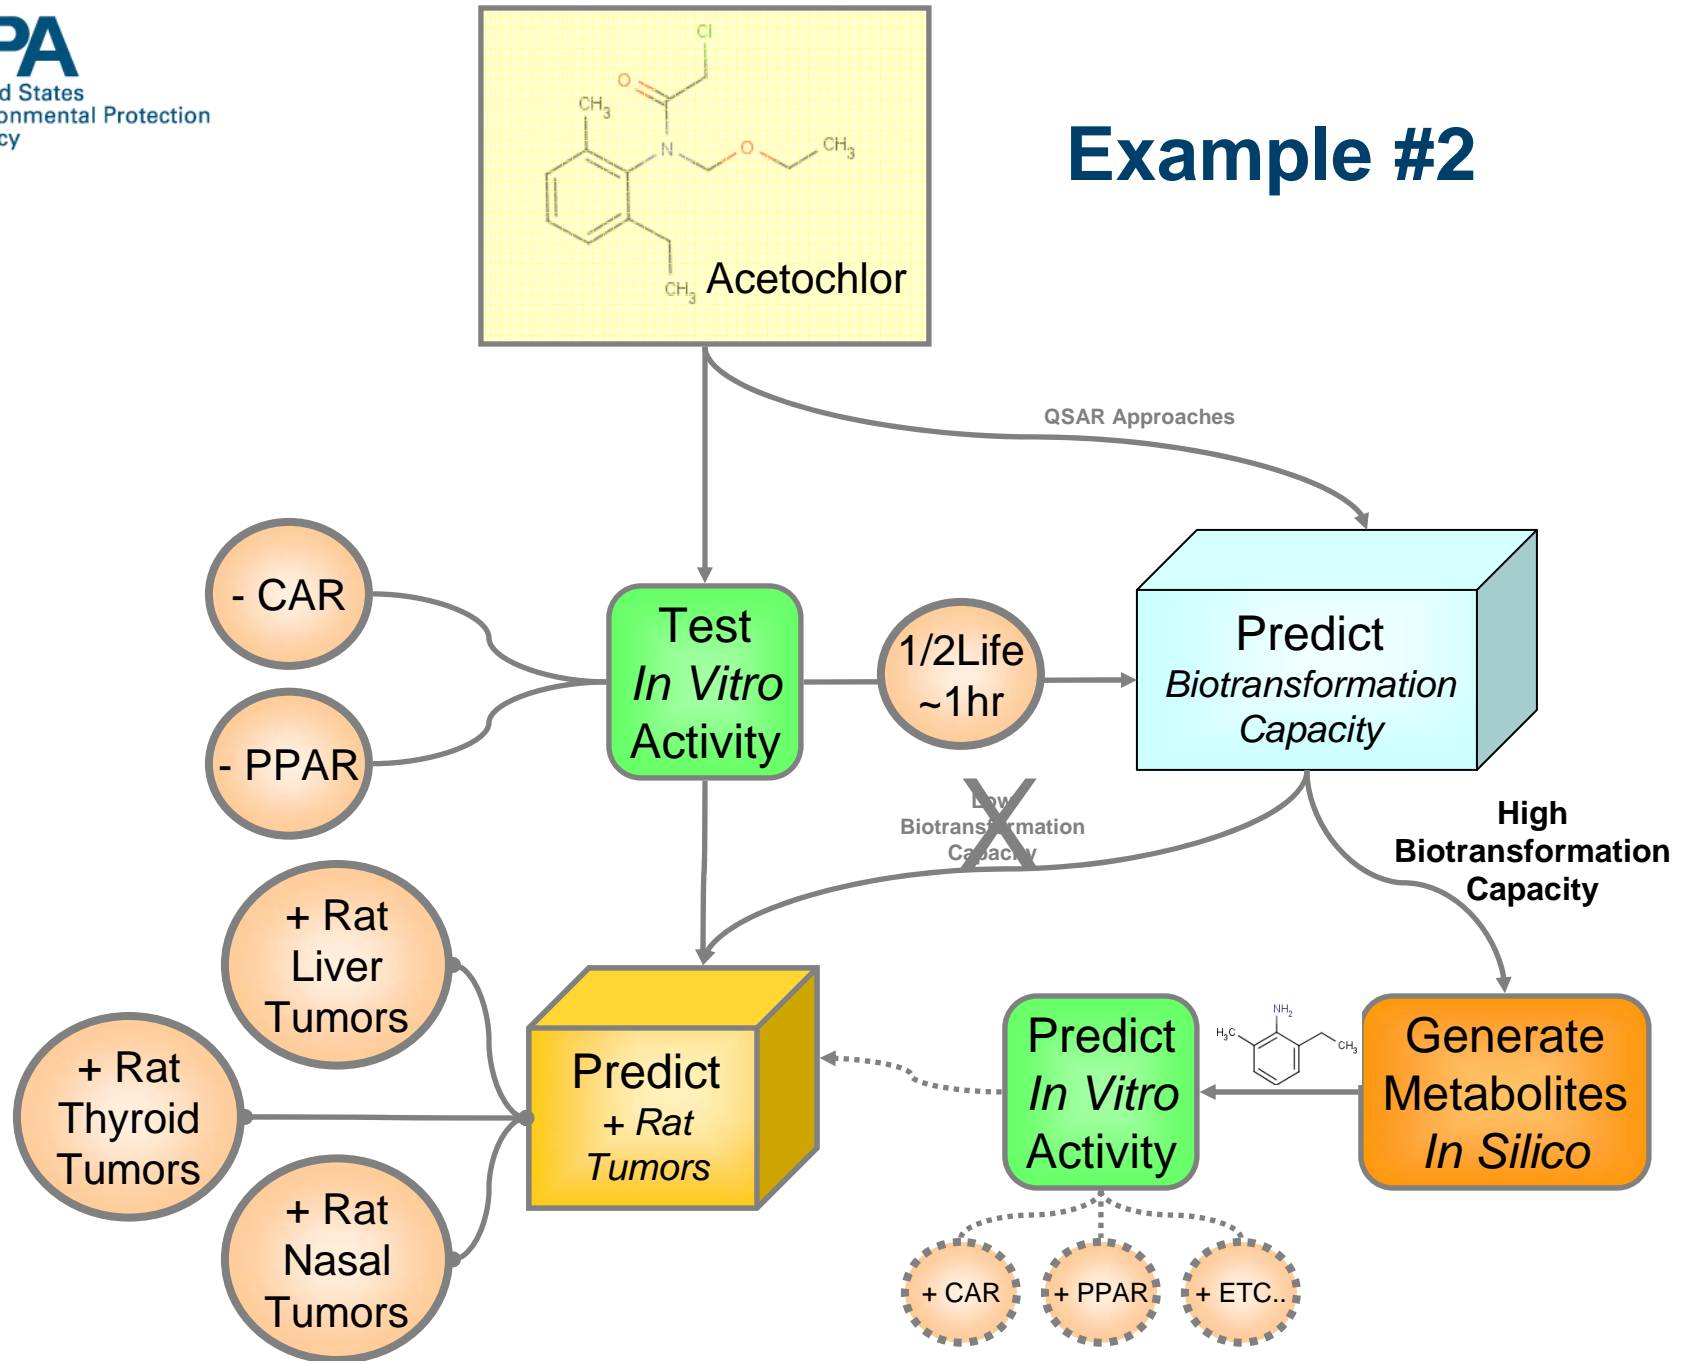 PA
d States
onmental Protection
cy
Example #2
Cl
O
CH3
N
O
CH3
CH3
Acetochlor
QSAR Approaches
- CAR
- PPAR
Test
In Vitro
Activity
1/2Life
~1hr
Predict
Biotransformation
Capacity
Low
Biotransformation
Capacity
High
Biotransformation
Capacity
+ Rat
Liver
Tumors
+ Rat
Thyroid
Tumors
+ Rat
Nasal
Tumors
Predict
+ Rat
Tumors
Predict
In Vitro
Activity
NH2
H3C
CH3
Generate
Metabolites
In Silico
+ CAR
+ PPAR
+ ETC..